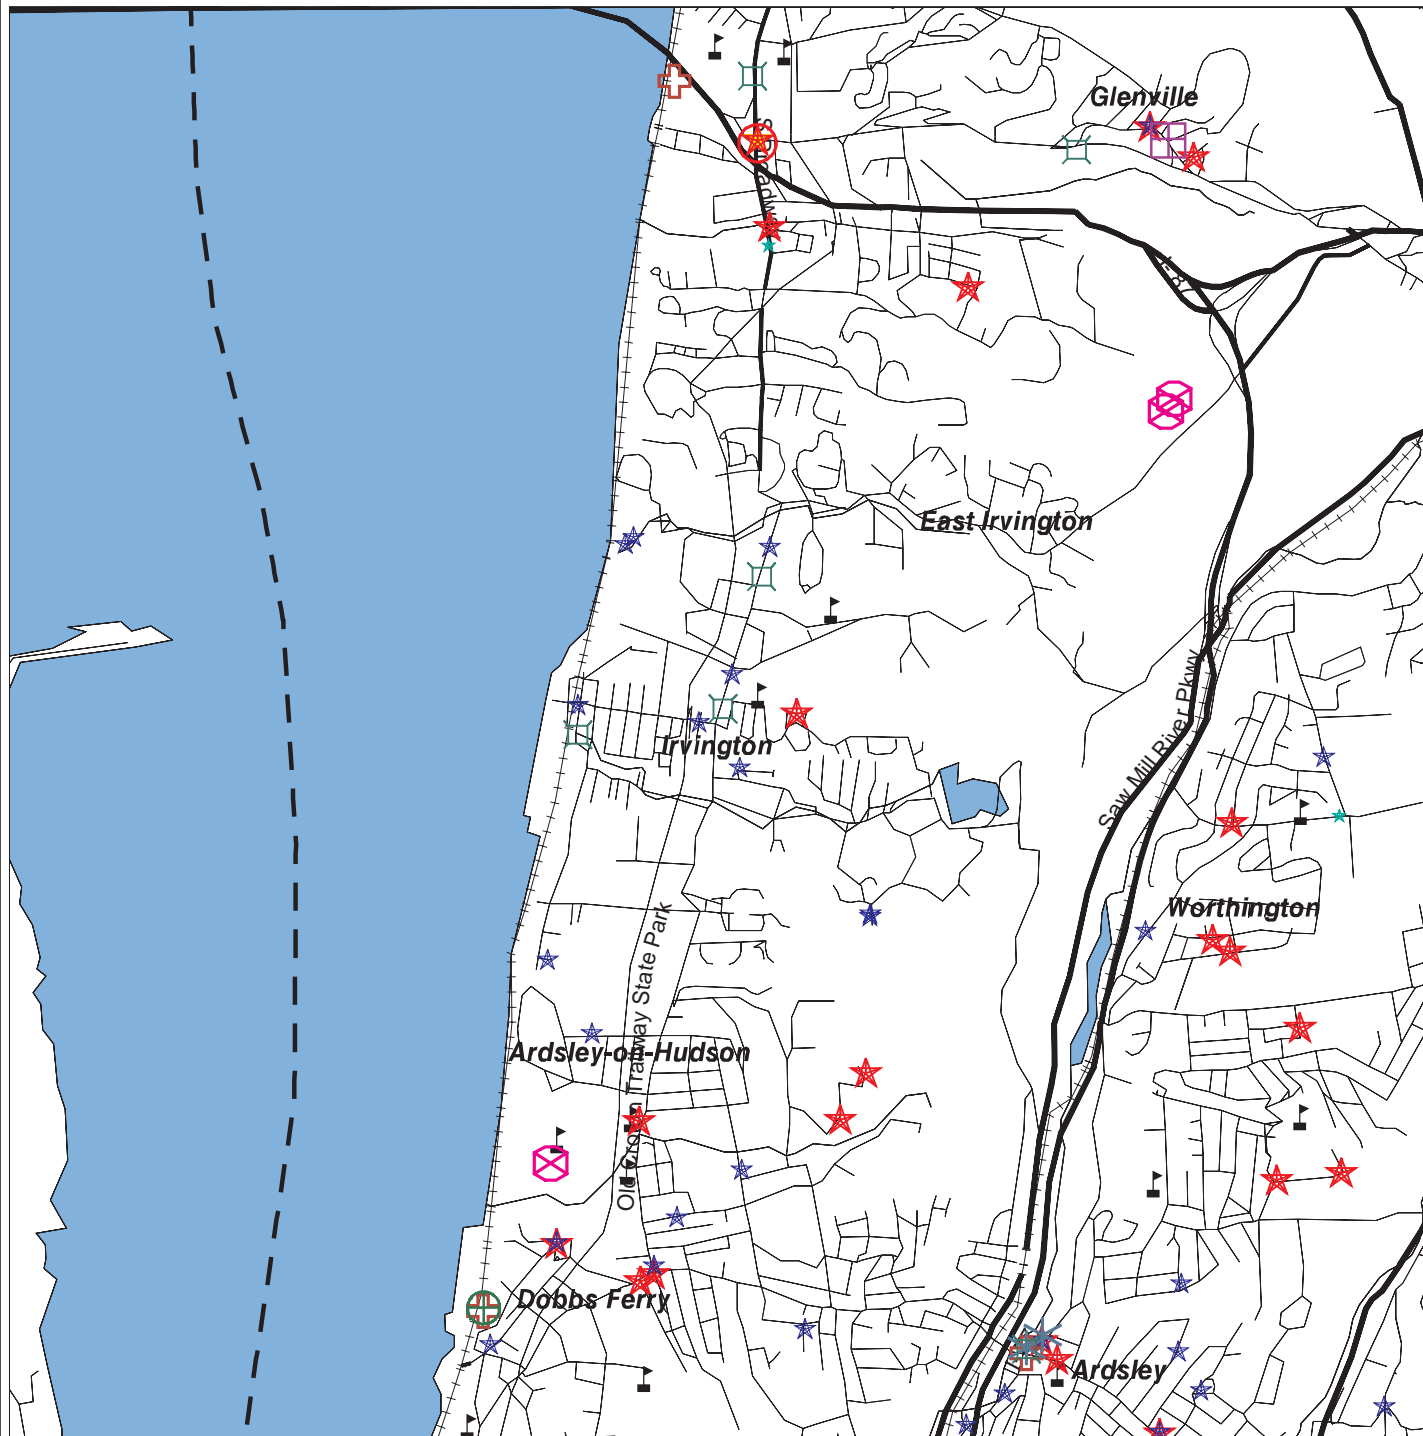 Glenville
I-87
East Irvington
Saw Mill River Pkwy
Irvington
Worthington
Old Croton Trailway State Park
Ardsley-on-Hudson
Dobbs Ferry
Ardsley